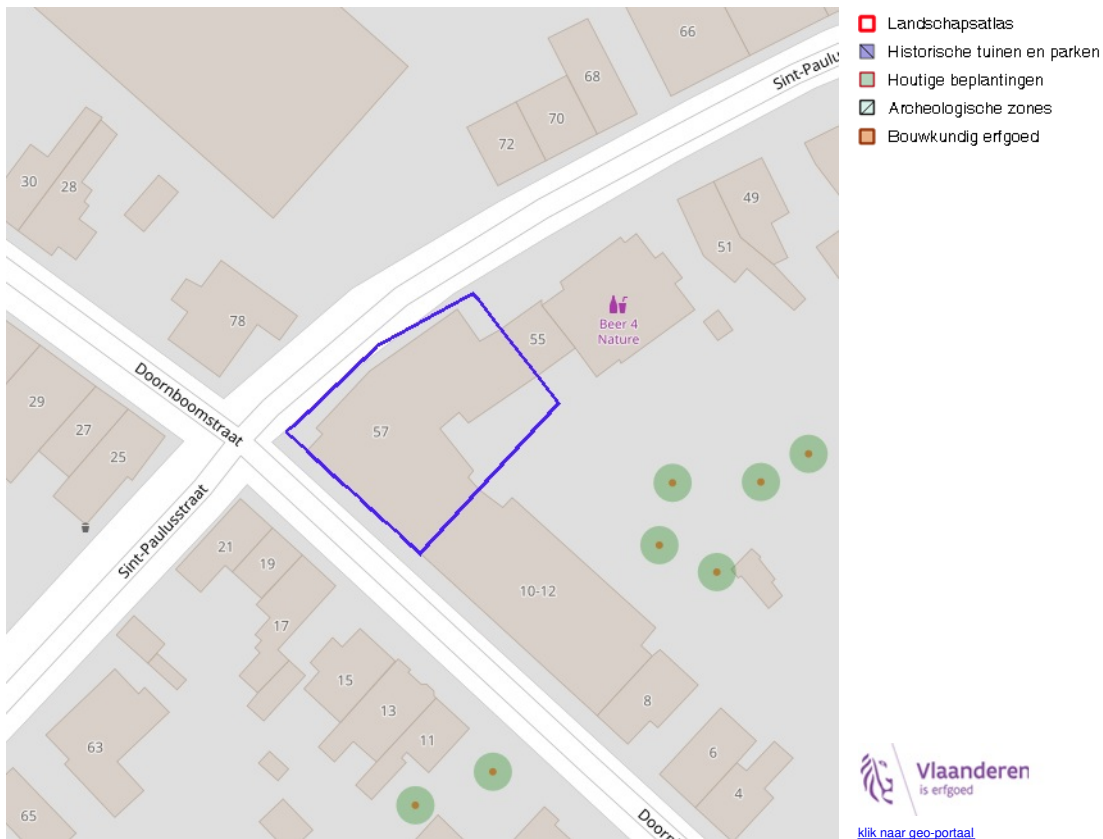 66
Sint-Paulu
68
70
72
30
28
49
51
78
Beer 4
Nature
55
Doornboomstraat
29
57
27
25
Sint-Paulusstraat
21
19
10-12
17
15
8
13
11
63
6
4
65
Doorn
Landschapsatlas
Historische tuinen en parken
Houtige beplantingen
Archeologische zones
Bouwkundig erfgoed
Vlaanderen
is erfgoed
klik naar geo-portaal